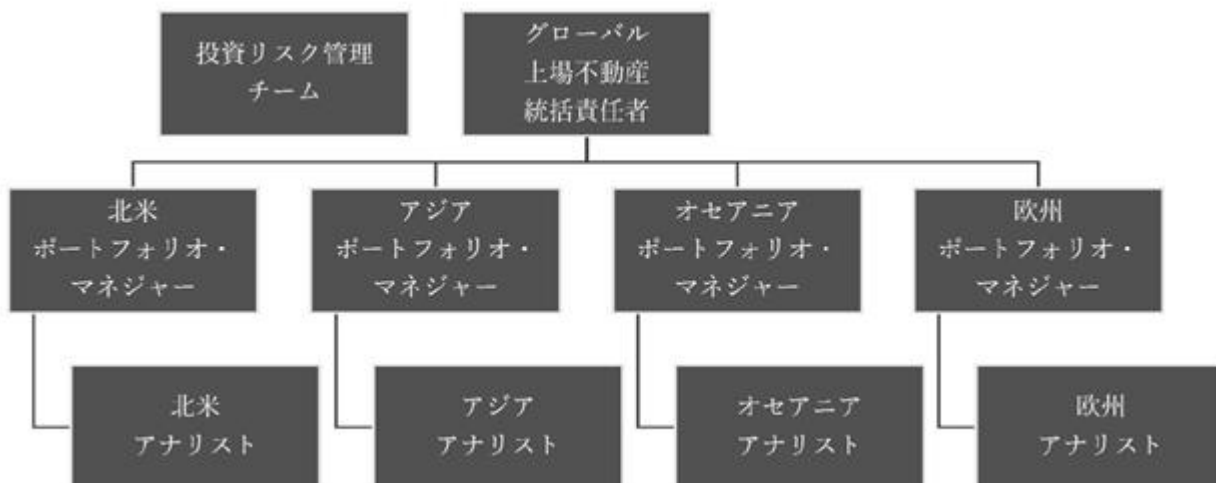 投資リスク管理
チーム
グローバル
上場不動産
統括責任者
北米
ポートフォリオ・
マネジャー
アジア
ポートフォリオ・
マネジャー
オセアニア
ポートフォリオ・
マネジャー
欧州
ポートフォリオ・
マネジャー
北米
アナリスト
アジア
アナリスト
オセアニア
アナリスト
欧州
アナリスト